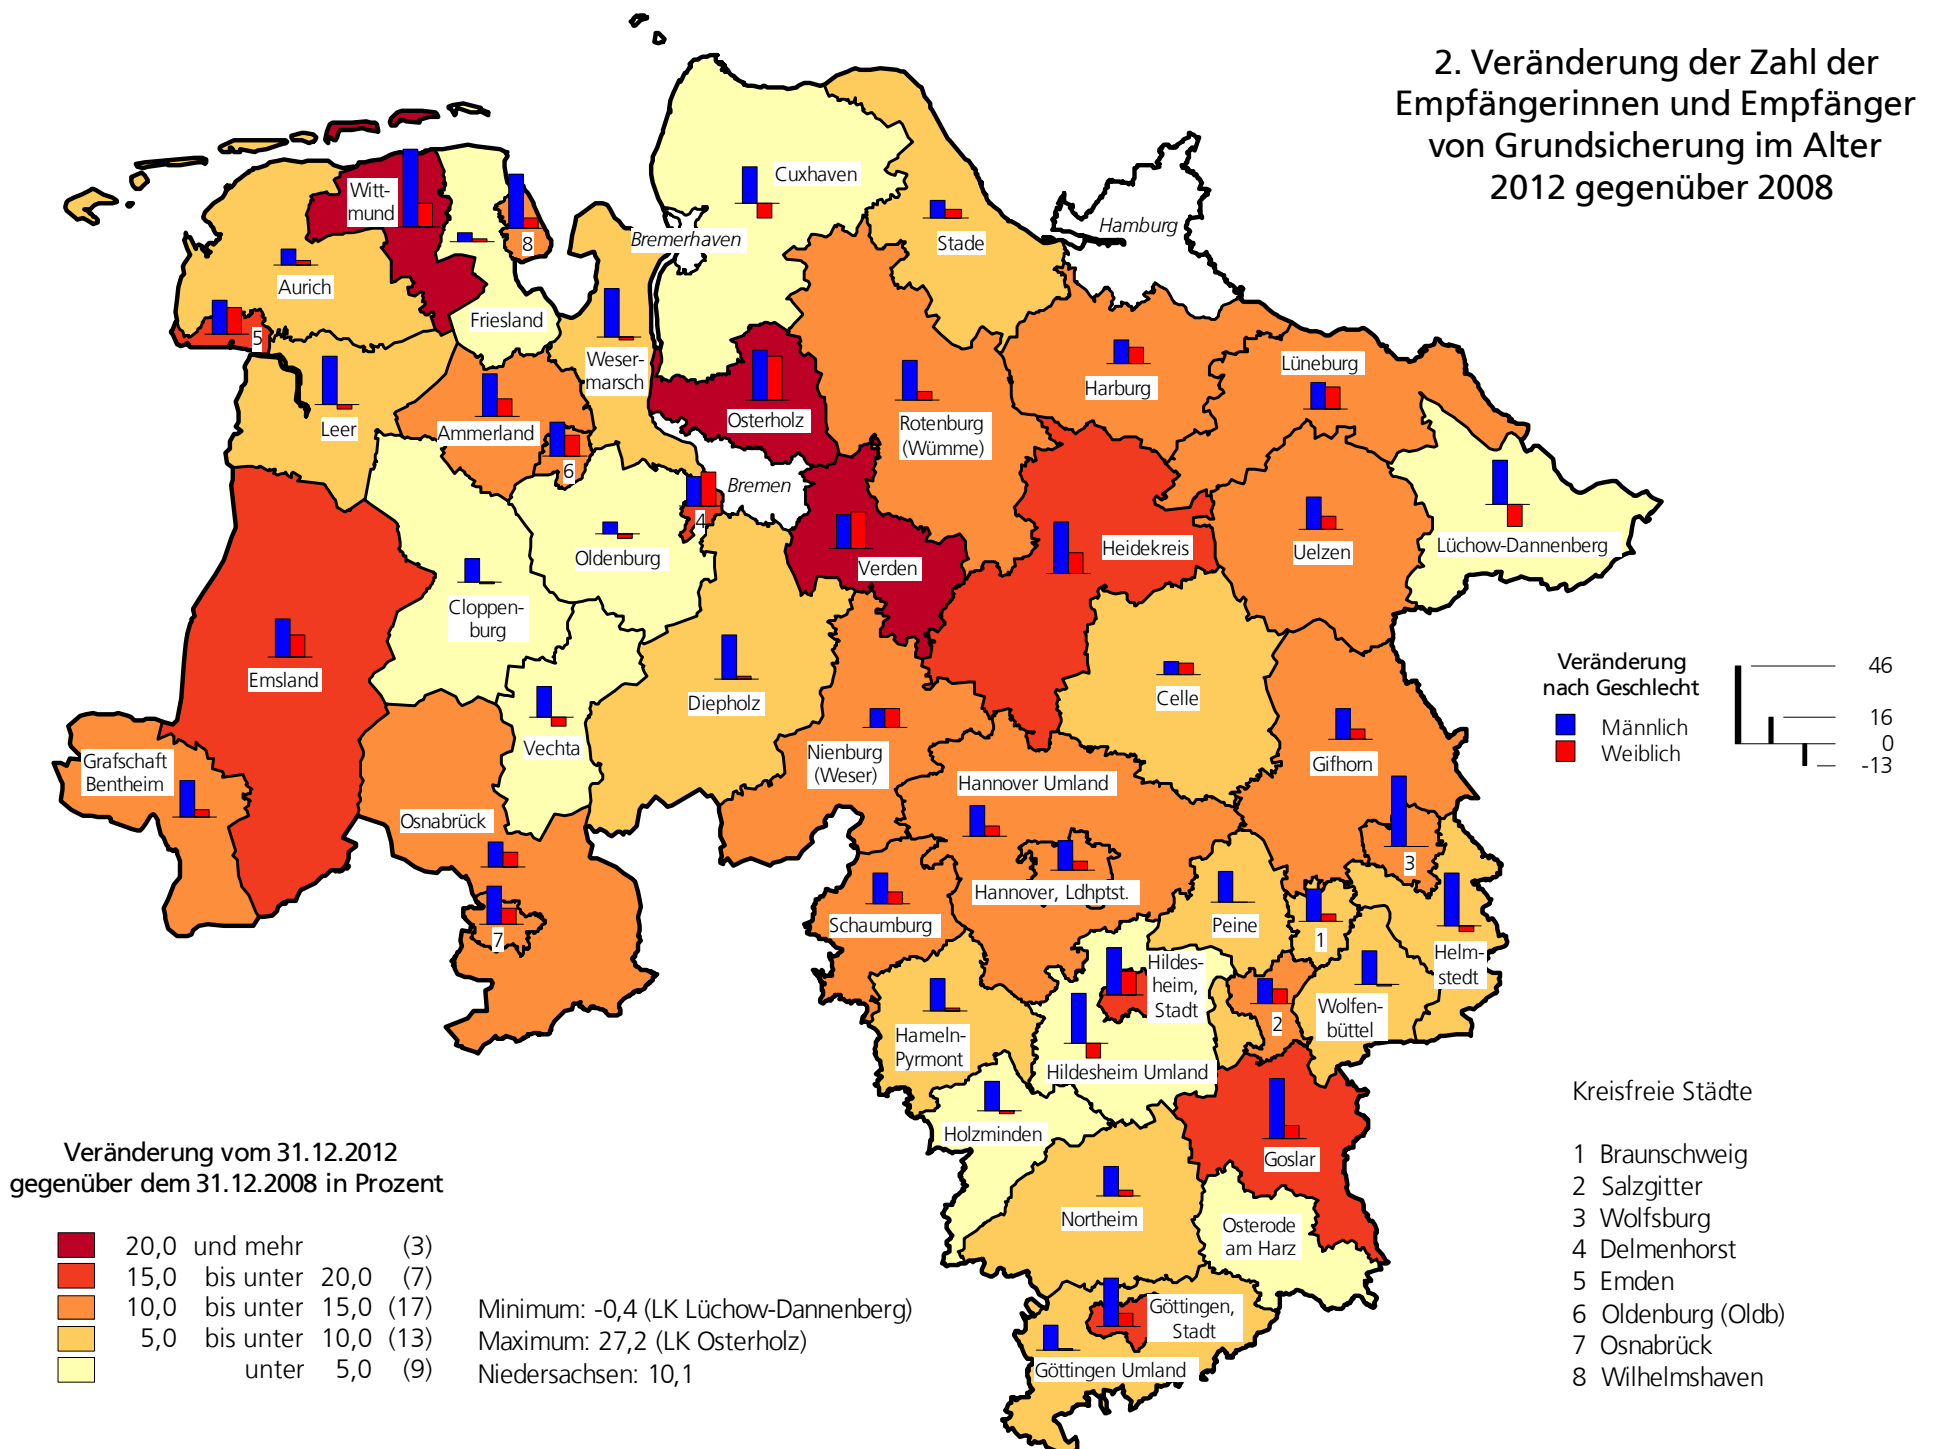 2. Veränderung der Zahl der
Empfängerinnen und Empfänger
von Grundsicherung im Alter
2012 gegenüber 2008
Cuxhaven
Witt-
mund
Bremerhaven
Hamburg
8
Stade
Aurich
Friesland
5
Weser-
marsch
Lüneburg
Harburg
Osterholz
Leer
Ammerland
Rotenburg
(Wümme)
6
Bremen
4
Oldenburg
Heidekreis
Uelzen
Lüchow-Dannenberg
Verden
Cloppen-
burg
Emsland
Diepholz
Celle
Vechta
Nienburg
(Weser)
Gifhorn
Grafschaft
Bentheim
Hannover Umland
Osnabrück
3
Hannover, Ldhptst.
Schaumburg
Peine
7
1
Helm-
stedt
Hildes-
heim,
Stadt
Wolfen-
büttel
2
Hameln-
Pyrmont
Hildesheim Umland
Holzminden
Goslar
Northeim
Osterode
am Harz
Göttingen,
Stadt
Göttingen Umland
Veränderung
nach Geschlecht
Männlich
Weiblich
46
16
0
-13
Kreisfreie Städte
1 Braunschweig
2 Salzgitter
3 Wolfsburg
4 Delmenhorst
5 Emden
6 Oldenburg (Oldb)
7 Osnabrück
8 Wilhelmshaven
Veränderung vom 31.12.2012
gegenüber dem 31.12.2008 in Prozent
20,0 und mehr (3)
15,0 bis unter 20,0 (7)
10,0 bis unter 15,0 (17)
5,0 bis unter 10,0 (13)
unter 5,0 (9)
Minimum: -0,4 (LK Lüchow-Dannenberg)
Maximum: 27,2 (LK Osterholz)
Niedersachsen: 10,1